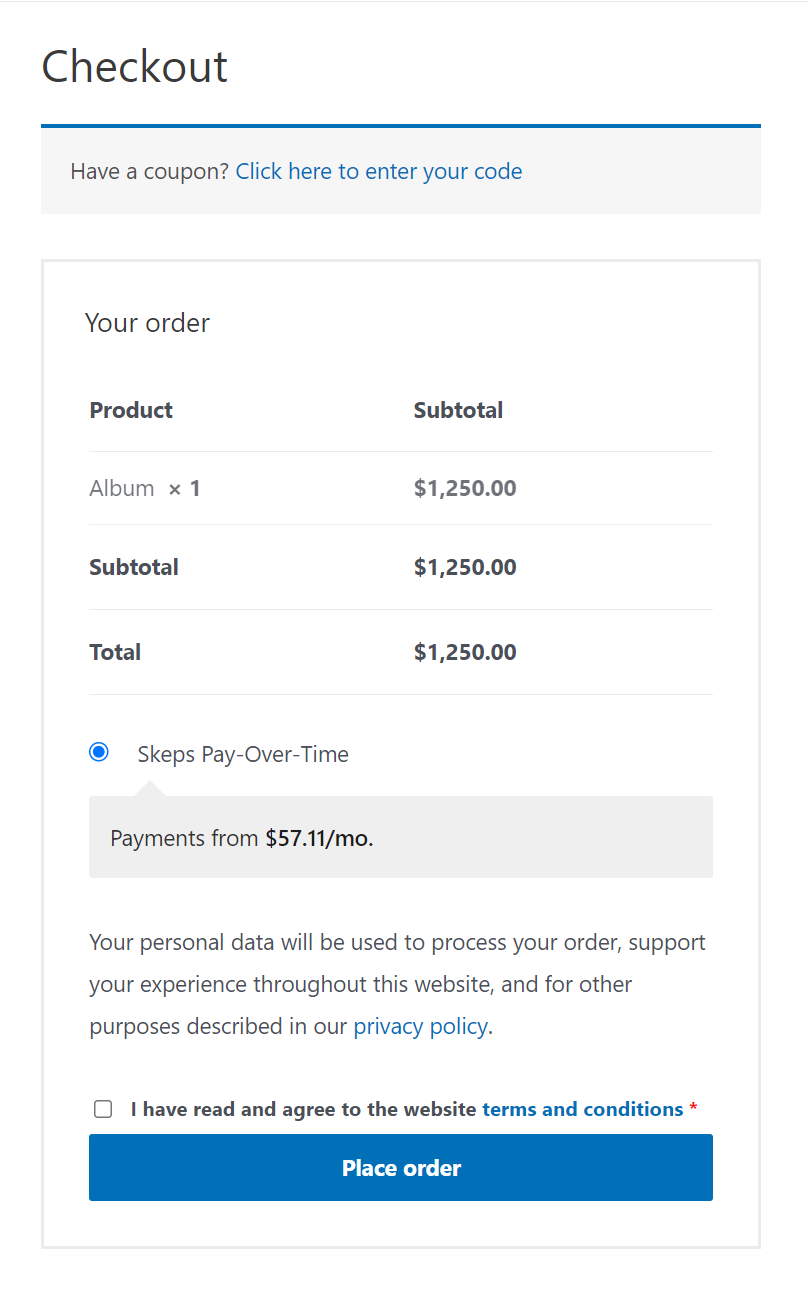 Checkout
Have a coupon? Click here to enter your code
Your order
Product Subtotal
Album × 1 $1,250.00
Subtotal $1,250.00
Total $1,250.00
Skeps Pay-Over-Time
Payments from $57.11/mo.
Your personal data will be used to process your order, support
your experience throughout this website, and for other
purposes described in our privacy policy.
I have read and agree to the website terms and conditions *
Place order